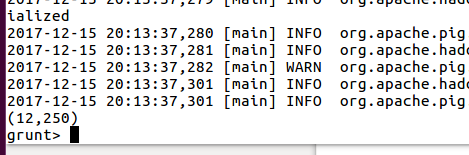 2017-12-15 20:13:37,279 [main] INFO  org.apache.hado
ialized
2017-12-15 20:13:37,280 [main] INFO  org.apache.pig
2017-12-15 20:13:37,281 [main] INFO  org.apache.hado
2017-12-15 20:13:37,282 [main] WARN  org.apache.pig
2017-12-15 20:13:37,301 [main] INFO  org.apache.hado
2017-12-15 20:13:37,301 [main] INFO  org.apache.pig
(12,250)
grunt>